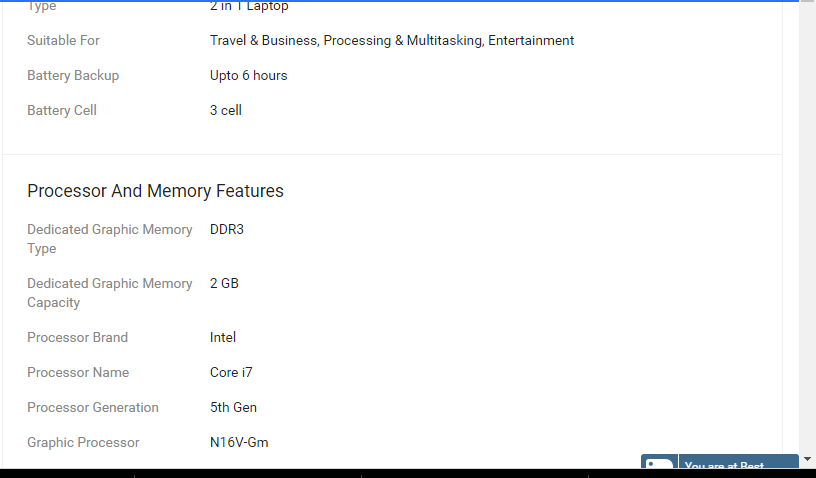 Type 2 in 1 Laptop
Suitable For Travel & Business, Processing & Multitasking, Entertainment
Battery Backup Upto 6 hours
Battery Cell 3 cell
Processor And Memory Features
Dedicated Graphic Memory DDR3
Type
Dedicated Graphic Memory 2 GB
Capacity
Processor Brand Intel
Processor Name Core i7
Processor Generation 5th Gen
Graphic Processor N16V-Gm
You are at Best